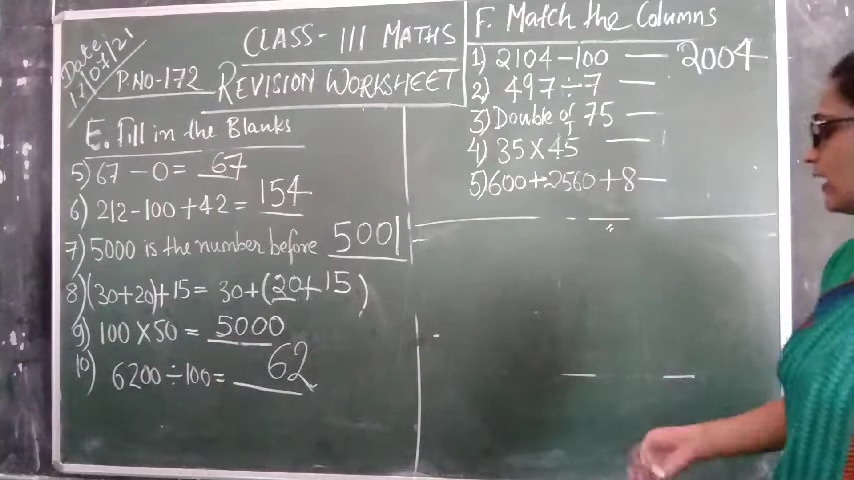 Date
17/07/21
CLASS-III MATHS
P.NO-172 REVISION WORKSHEET
E. Fill in the Blanks
5) 67 - 0 = 67
6) 212-100+42 = 154
7) 5000 is the number before 5001
8) (30+20)+15 = 30+(20+15)
9) 100 X 50 = 5000
10) 6200 ÷ 100 = 62
F. Match the Columns
1) 2104-100 — 2004
2) 497 ÷ 7 —
3) Double of 75 —
4) 35 X 45 —
5) 600+2560+8 —